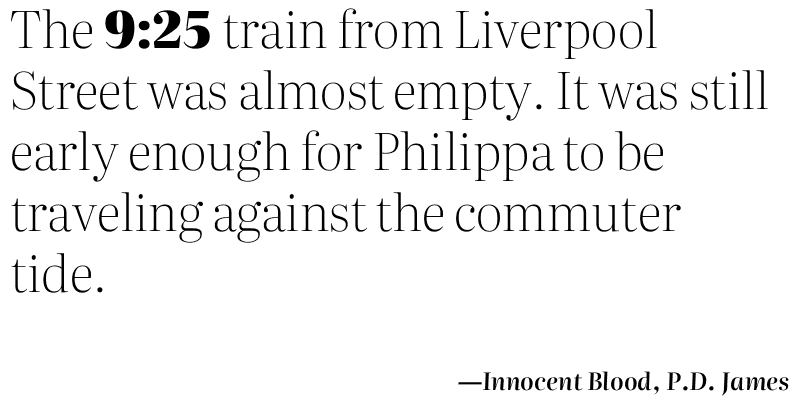 The 9:25 train from Liverpool
Street was almost empty. It was still
early enough for Philippa to be
traveling against the commuter
tide.
—Innocent Blood, P.D. James